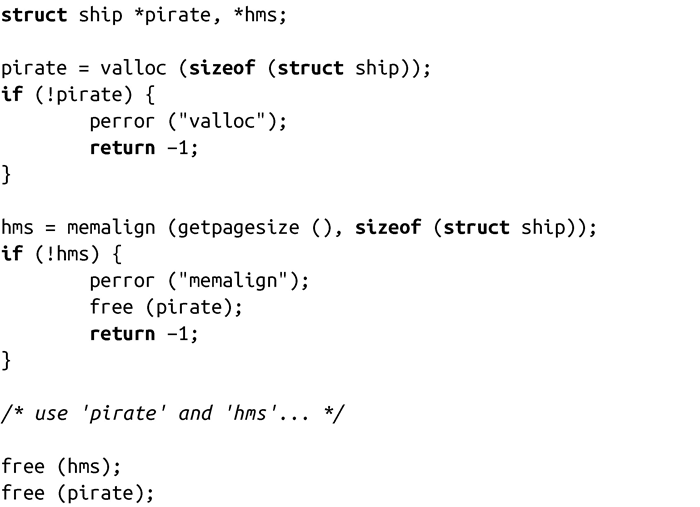 struct ship *pirate, *hms;
pirate = valloc (sizeof (struct ship));
if (!pirate) {
perror ("valloc");
return -1;
}
hms = memalign (getpagesize (), sizeof (struct ship));
if (!hms) {
perror ("memalign");
free (pirate);
return -1;
}
/* use 'pirate' and 'hms'... */
free (hms);
free (pirate);